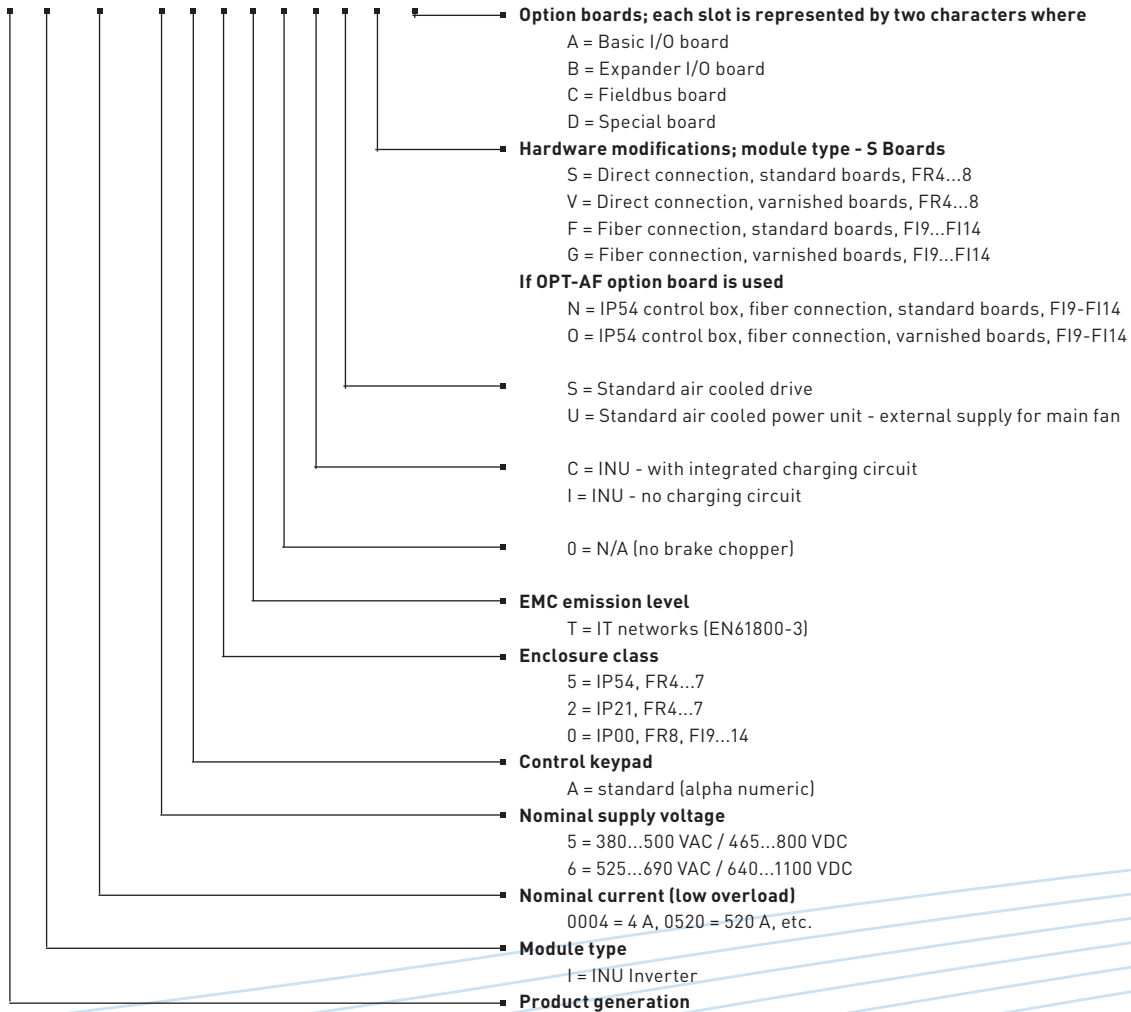 Option boards; each slot is represented by two characters where
A = Basic I/O board
B = Expander I/O board
C = Fieldbus board
D = Special board
Hardware modifications; module type - S Boards
S = Direct connection, standard boards, FR4...8
V = Direct connection, varnished boards, FR4...8
F = Fiber connection, standard boards, FI9...FI14
G = Fiber connection, varnished boards, FI9...FI14
If OPT-AF option board is used
N = IP54 control box, fiber connection, standard boards, FI9-FI14
O = IP54 control box, fiber connection, varnished boards, FI9-FI14
S = Standard air cooled drive
U = Standard air cooled power unit - external supply for main fan
C = INU - with integrated charging circuit
I = INU - no charging circuit
0 = N/A (no brake chopper)
EMC emission level
T = IT networks (EN61800-3)
Enclosure class
5 = IP54, FR4...7
2 = IP21, FR4...7
0 = IP00, FR8, FI9...14
Control keypad
A = standard (alpha numeric)
Nominal supply voltage
5 = 380...500 VAC / 465...800 VDC
6 = 525...690 VAC / 640...1100 VDC
Nominal current (low overload)
0004 = 4 A, 0520 = 520 A, etc.
Module type
I = INU Inverter
Product generation